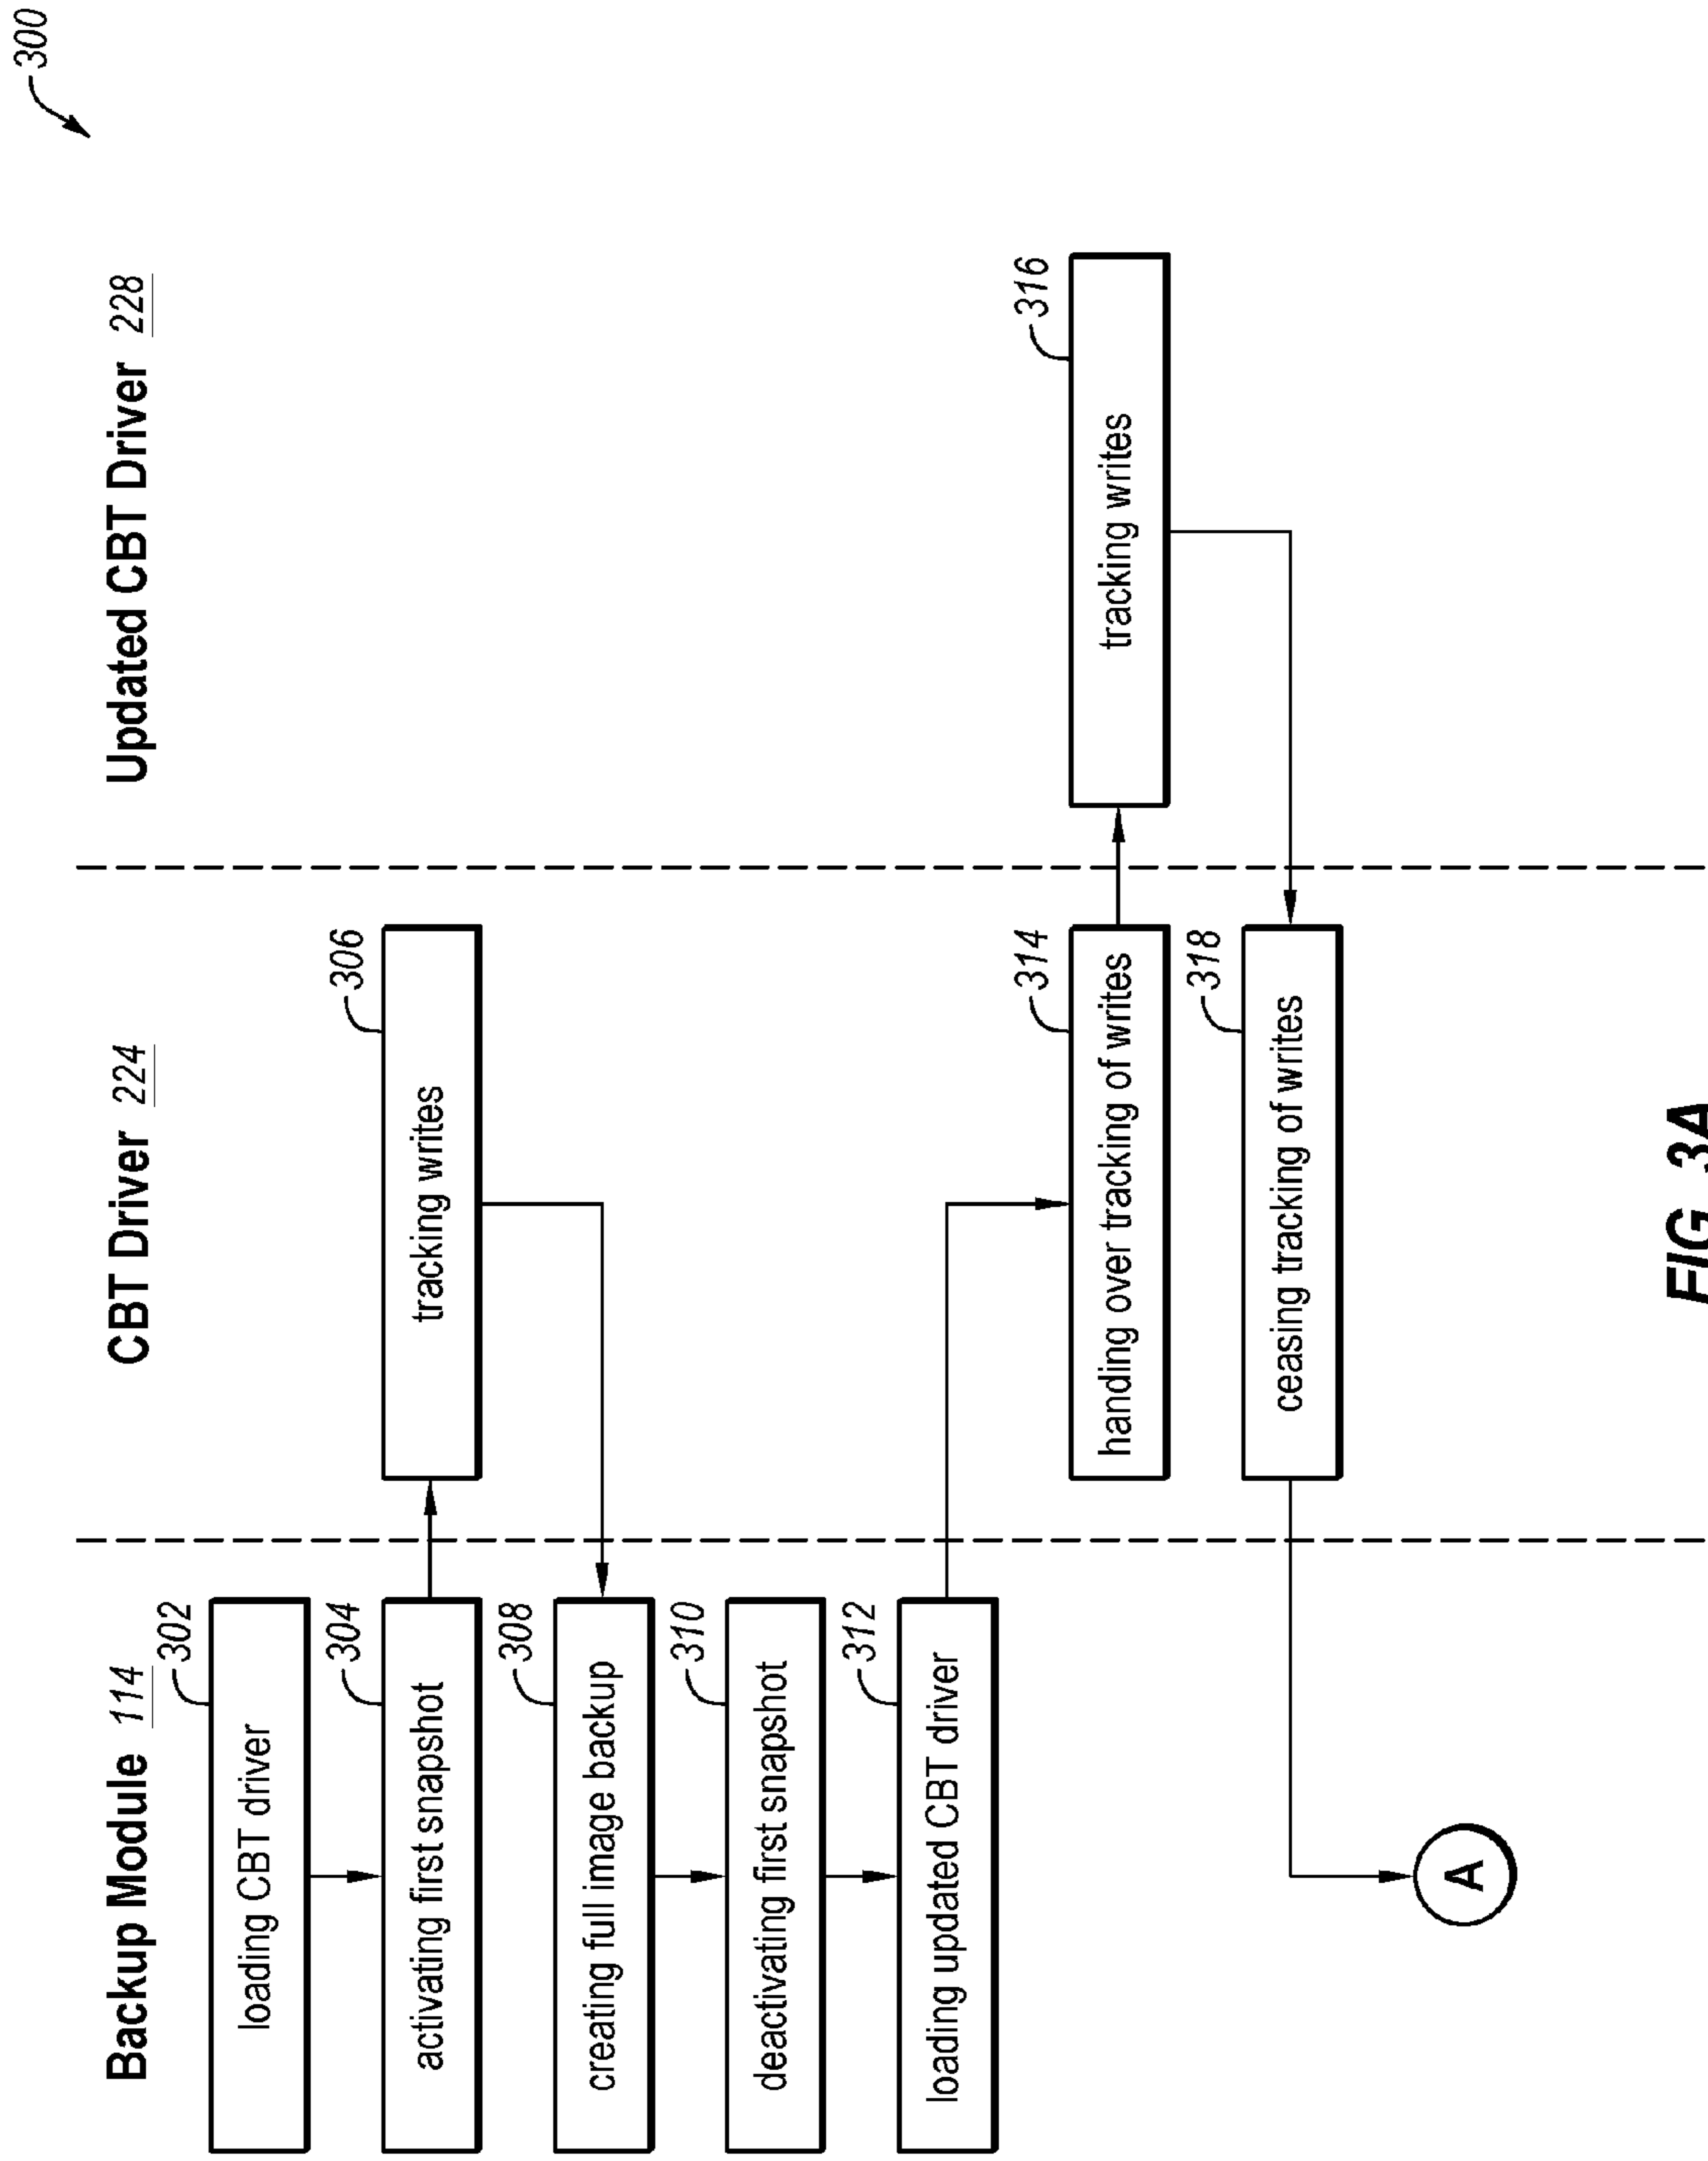 300
Backup Module 114
CBT Driver 224
Updated CBT Driver 228
302
loading CBT driver
304
activating first snapshot
306
tracking writes
308
creating full image backup
310
deactivating first snapshot
312
loading updated CBT driver
314
handing over tracking of writes
316
tracking writes
318
ceasing tracking of writes
A
FIG. 3A